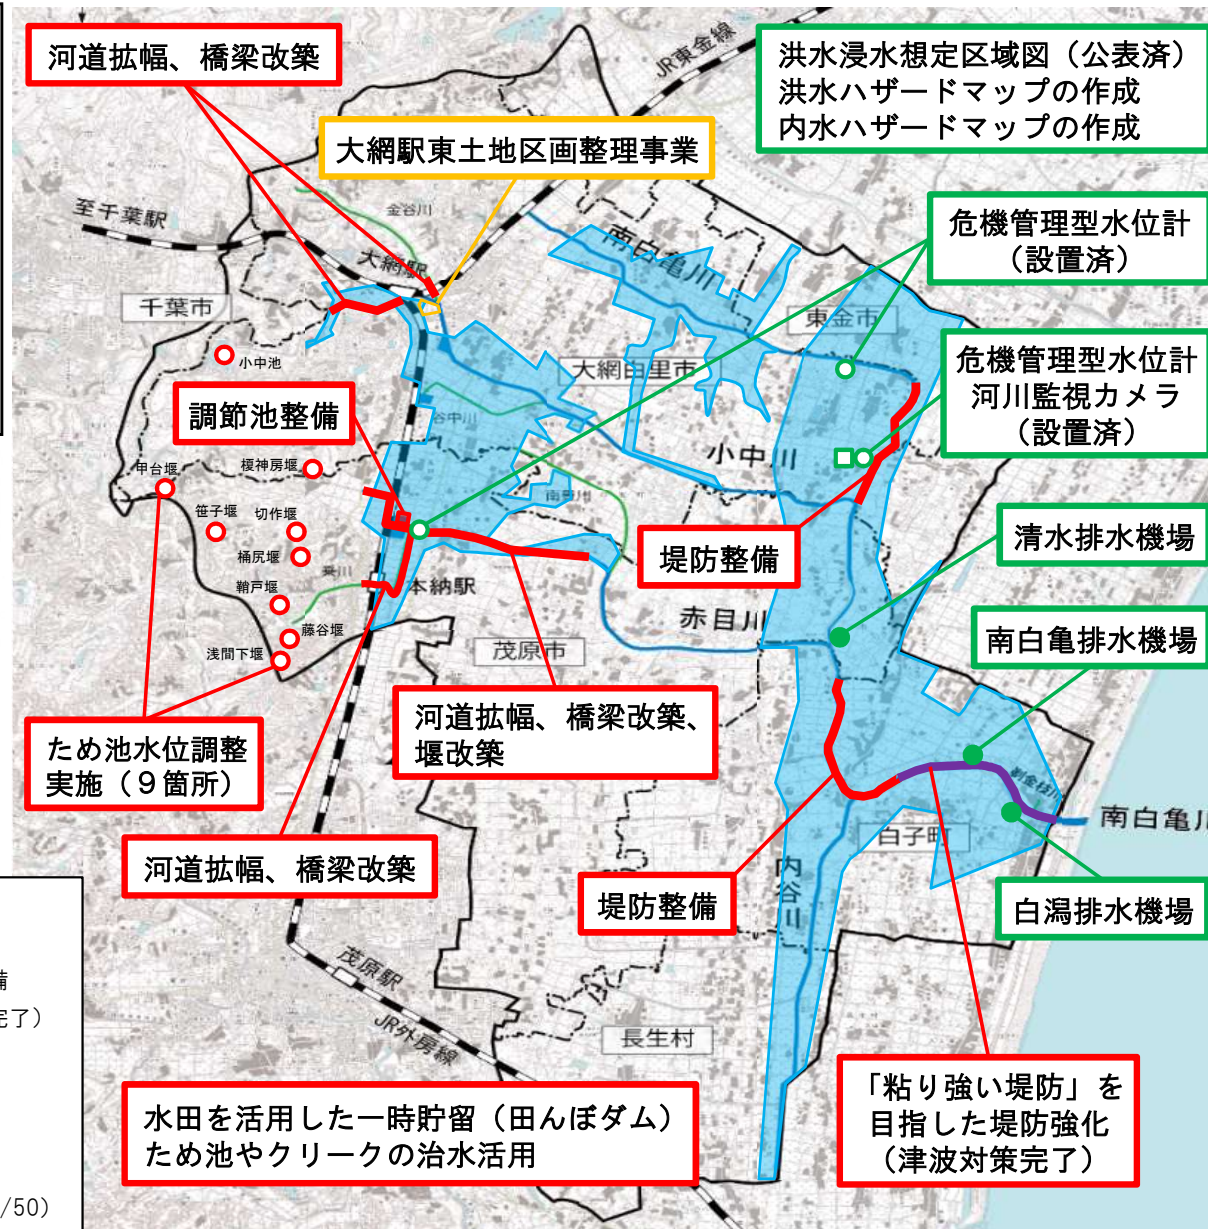 河道拡幅、橋梁改築
JR東金線
洪水浸水想定区域図（公表済）
洪水ハザードマップの作成
内水ハザードマップの作成
大網駅東土地区画整理事業
至千葉駅
金谷川
大網駅
南白亀川
危機管理型水位計
（設置済）
千葉市
東金市
小中池
大網白里市
危機管理型水位計
河川監視カメラ
（設置済）
調節池整備
谷中川
小中川
甲台堰
榎神房堰
笹子堰
切作堰
桶尻堰
堤防整備
清水排水機場
鞘戸堰
本納駅
赤目川
藤谷堰
浅間下堰
茂原市
南白亀排水機場
ため池水位調整
実施（９箇所）
河道拡幅、橋梁改築、
堰改築
南白亀川
白子町
河道拡幅、橋梁改築
堤防整備
内谷川
白潟排水機場
備
完了）
茂原駅
JR外房線
長生村
水田を活用した一時貯留（田んぼダム）
ため池やクリークの治水活用
「粘り強い堤防」を
目指した堤防強化
（津波対策完了）
/50）